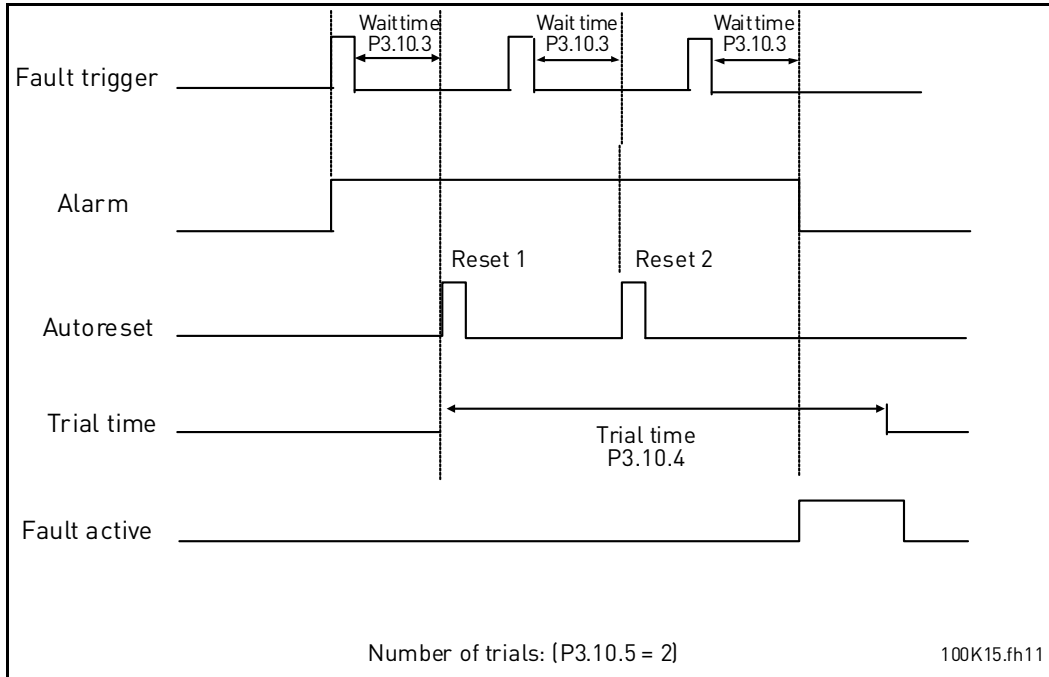 Wait time
P3.10.3
Wait time
P3.10.3
Wait time
P3.10.3
Fault trigger
Alarm
Reset 1
Reset 2
Autoreset
Trial time
Trial time
P3.10.4
Fault active
Number of trials: (P3.10.5 = 2)
100K15.fh11